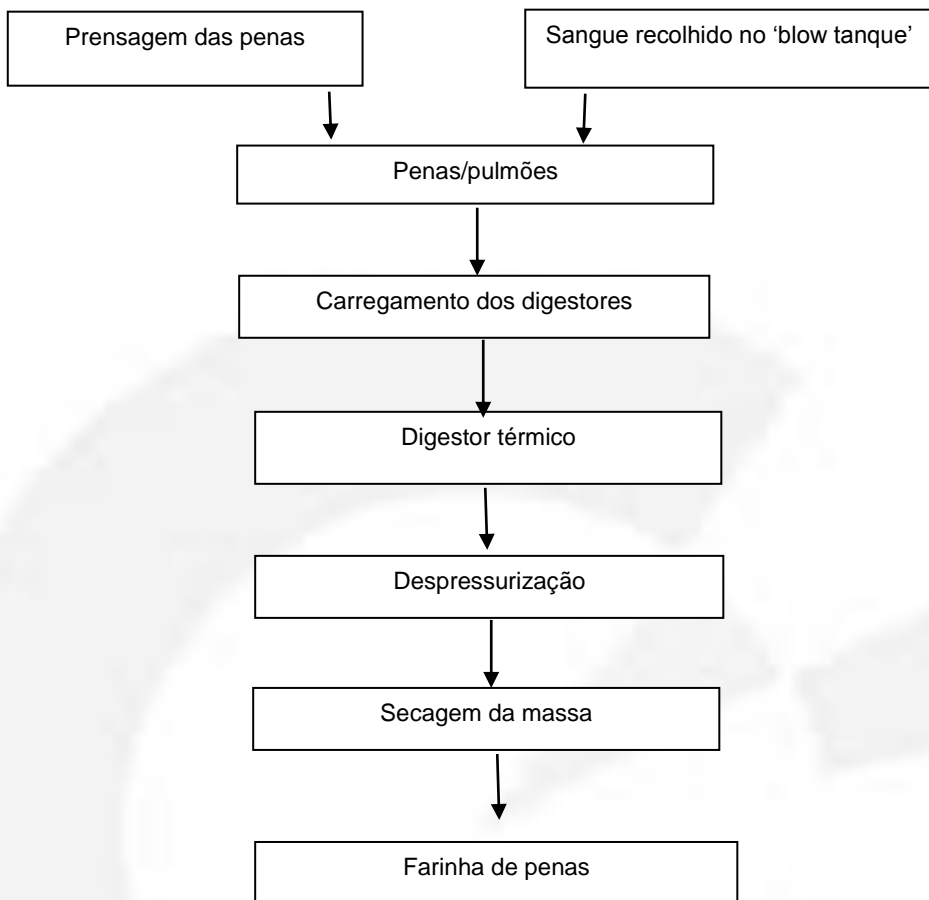 Prensagem das penas
Sangue recolhido no ‘blow tanque’
Penas/pulmões
Carregamento dos digestores
Digestor térmico
Despressurização
Secagem da massa
Farinha de penas